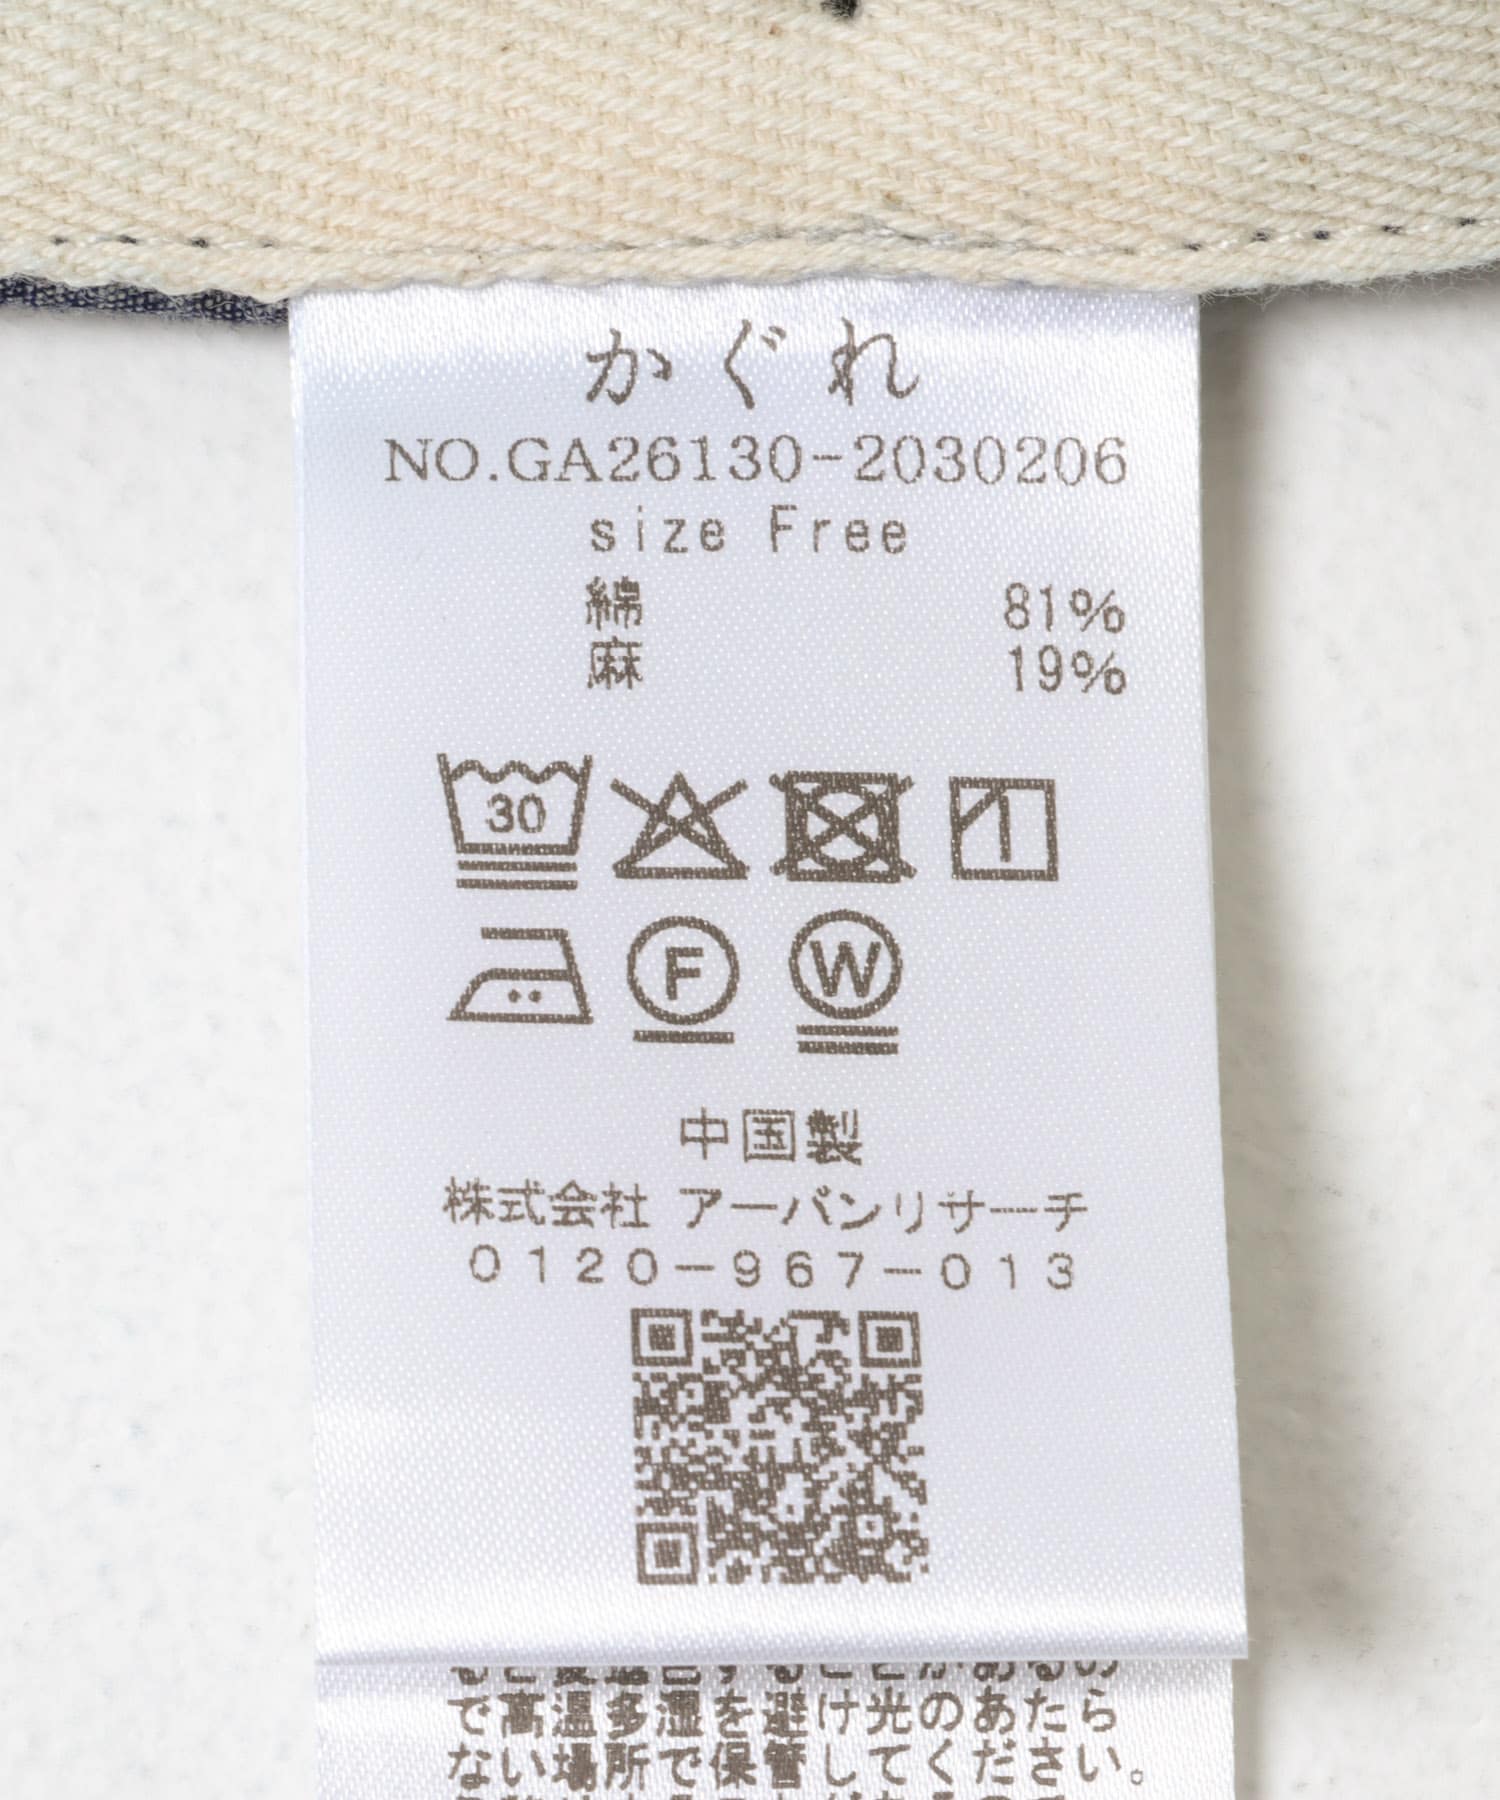 かぐれ
NO.GA26130-2030206
size Free
綿 81%
麻 19%
30
F W
中国製
株式会社 アーバンリサーチ
0120-967-013
で高温多湿を避け光のあたら
ない場所で保管してください。